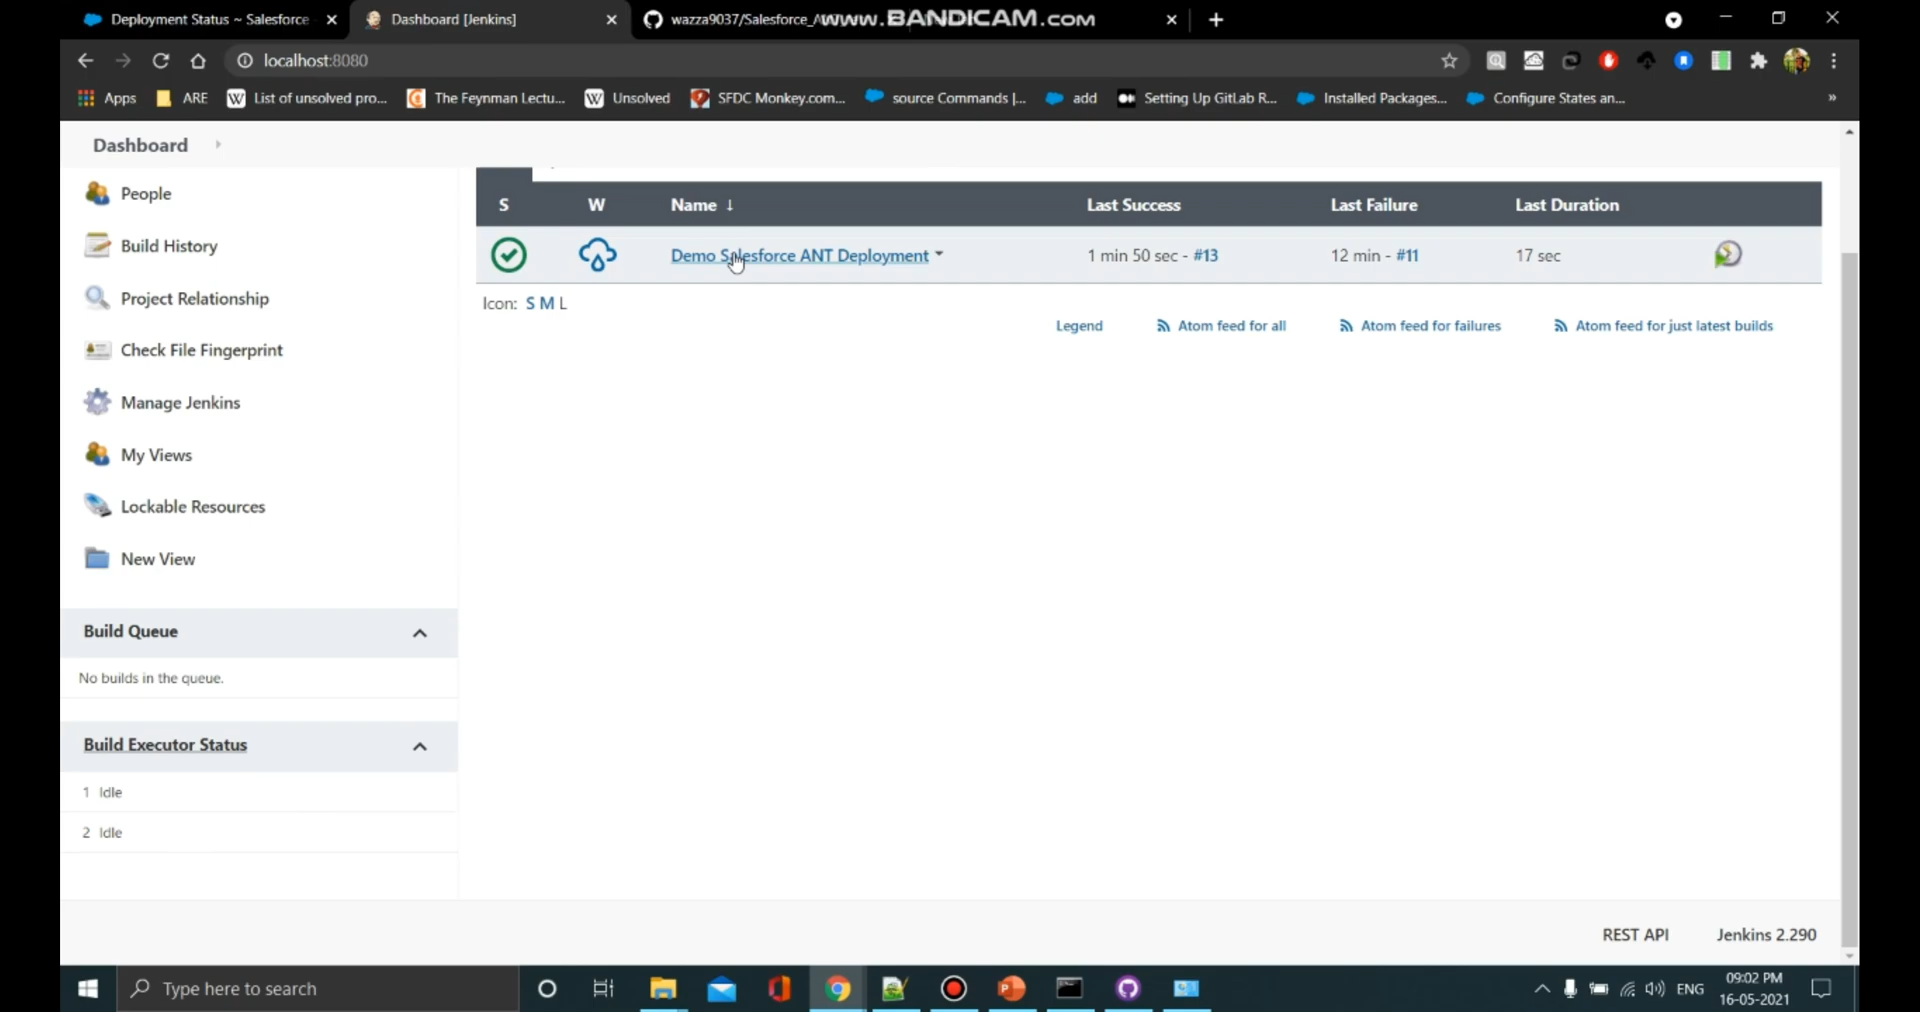 Deployment Status ~ Salesforce
Dashboard [Jenkins]
wazza9037/Salesforce_A
www.BANDICAM.COM
localhost:8080
Apps
ARE
List of unsolved pro...
The Feynman Lectu...
Unsolved
SFDC Monkey.com...
source Commands |...
add
Setting Up GitLab R...
Installed Packages...
Configure States an...
»
Dashboard
People
Build History
Project Relationship
Check File Fingerprint
Manage Jenkins
My Views
Lockable Resources
New View
Build Queue
No builds in the queue.
Build Executor Status
1 Idle
2 Idle
S W Name ↓ Last Success Last Failure Last Duration
Demo Salesforce ANT Deployment 1 min 50 sec - #13 12 min - #11 17 sec
Icon: S M L
Legend Atom feed for all Atom feed for failures Atom feed for just latest builds
REST API Jenkins 2.290
Type here to search
ENG
09:02 PM
16-05-2021